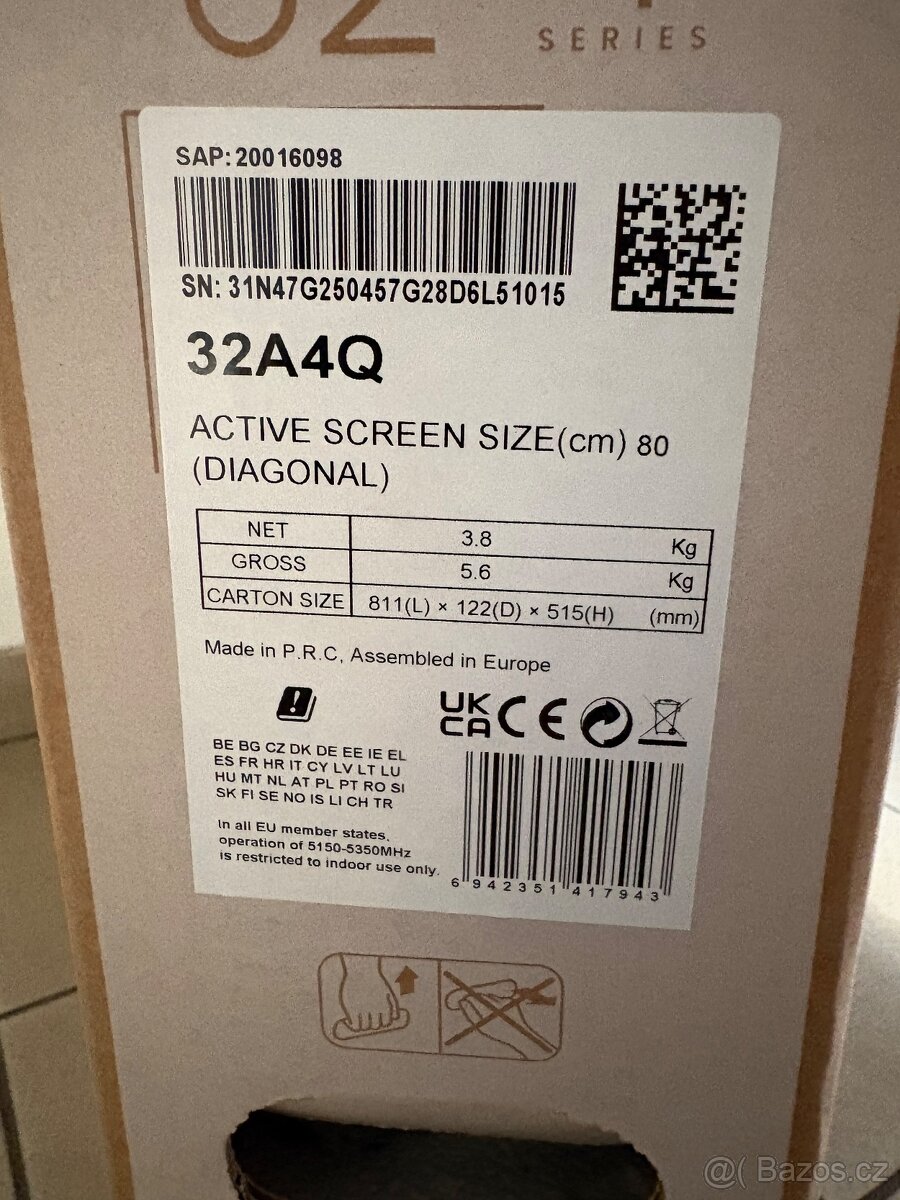 SERIES
SAP: 20016098
SN: 31N47G250457G28D6L51015
32A4Q
ACTIVE SCREEN SIZE(cm) 80
(DIAGONAL)
NET 3.8 Kg
GROSS 5.6 Kg
CARTON SIZE 811(L) × 122(D) × 515(H) (mm)
Made in P.R.C, Assembled in Europe
UK
CA CE
BE BG CZ DK DE EE IE EL
ES FR HR IT CY LV LT LU
HU MT NL AT PL PT RO SI
SK FI SE NO IS LI CH TR
In all EU member states,
operation of 5150-5350MHz
is restricted to indoor use only.
6 942351 417943
@( Bazos.cz